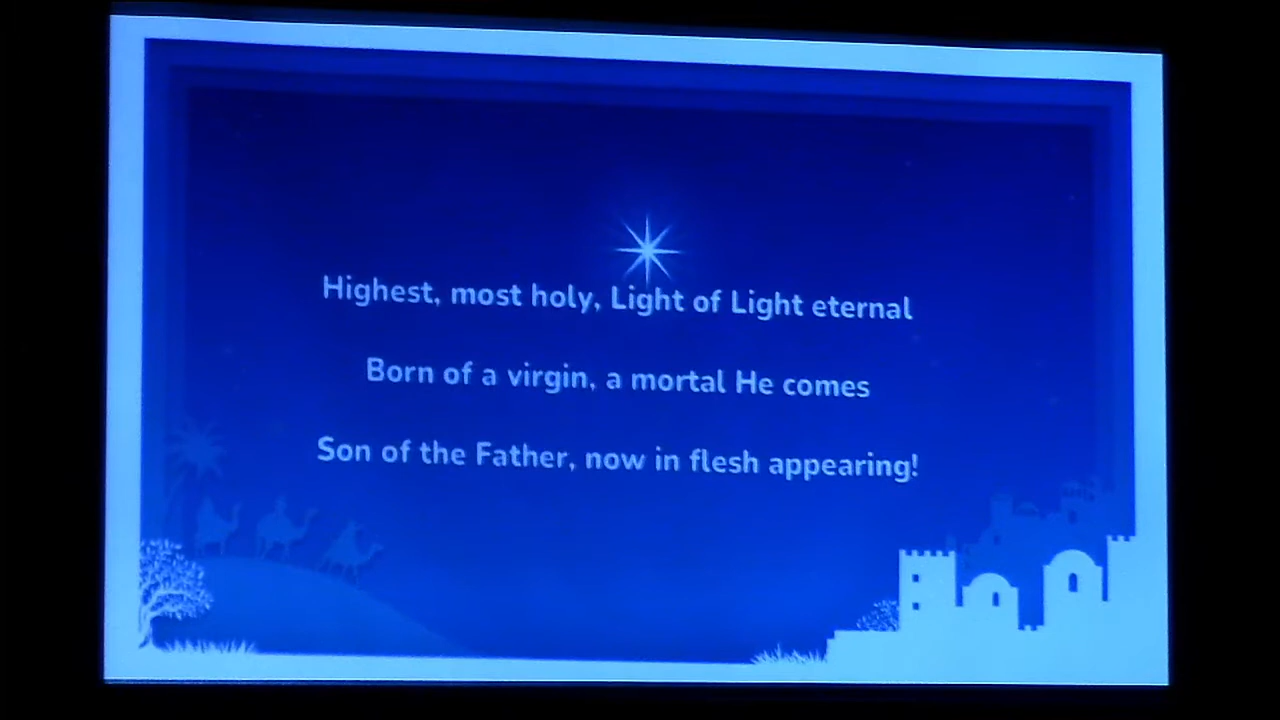 Highest, most holy, Light of Light eternal
Born of a virgin, a mortal He comes
Son of the Father, now in flesh appearing!